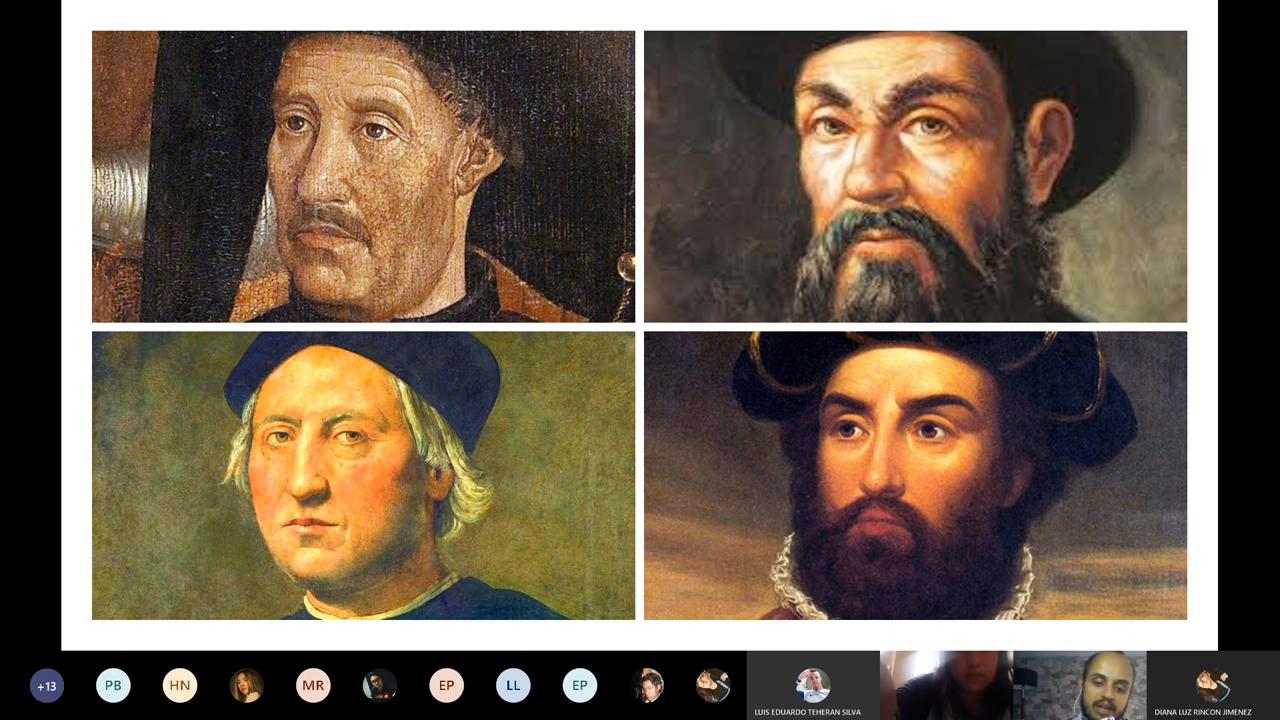 +13
PB
HN
MR
EP
LL
EP
LUIS EDUARDO TEHERAN SILVA
DIANA LUZ RINCON JIMENEZ